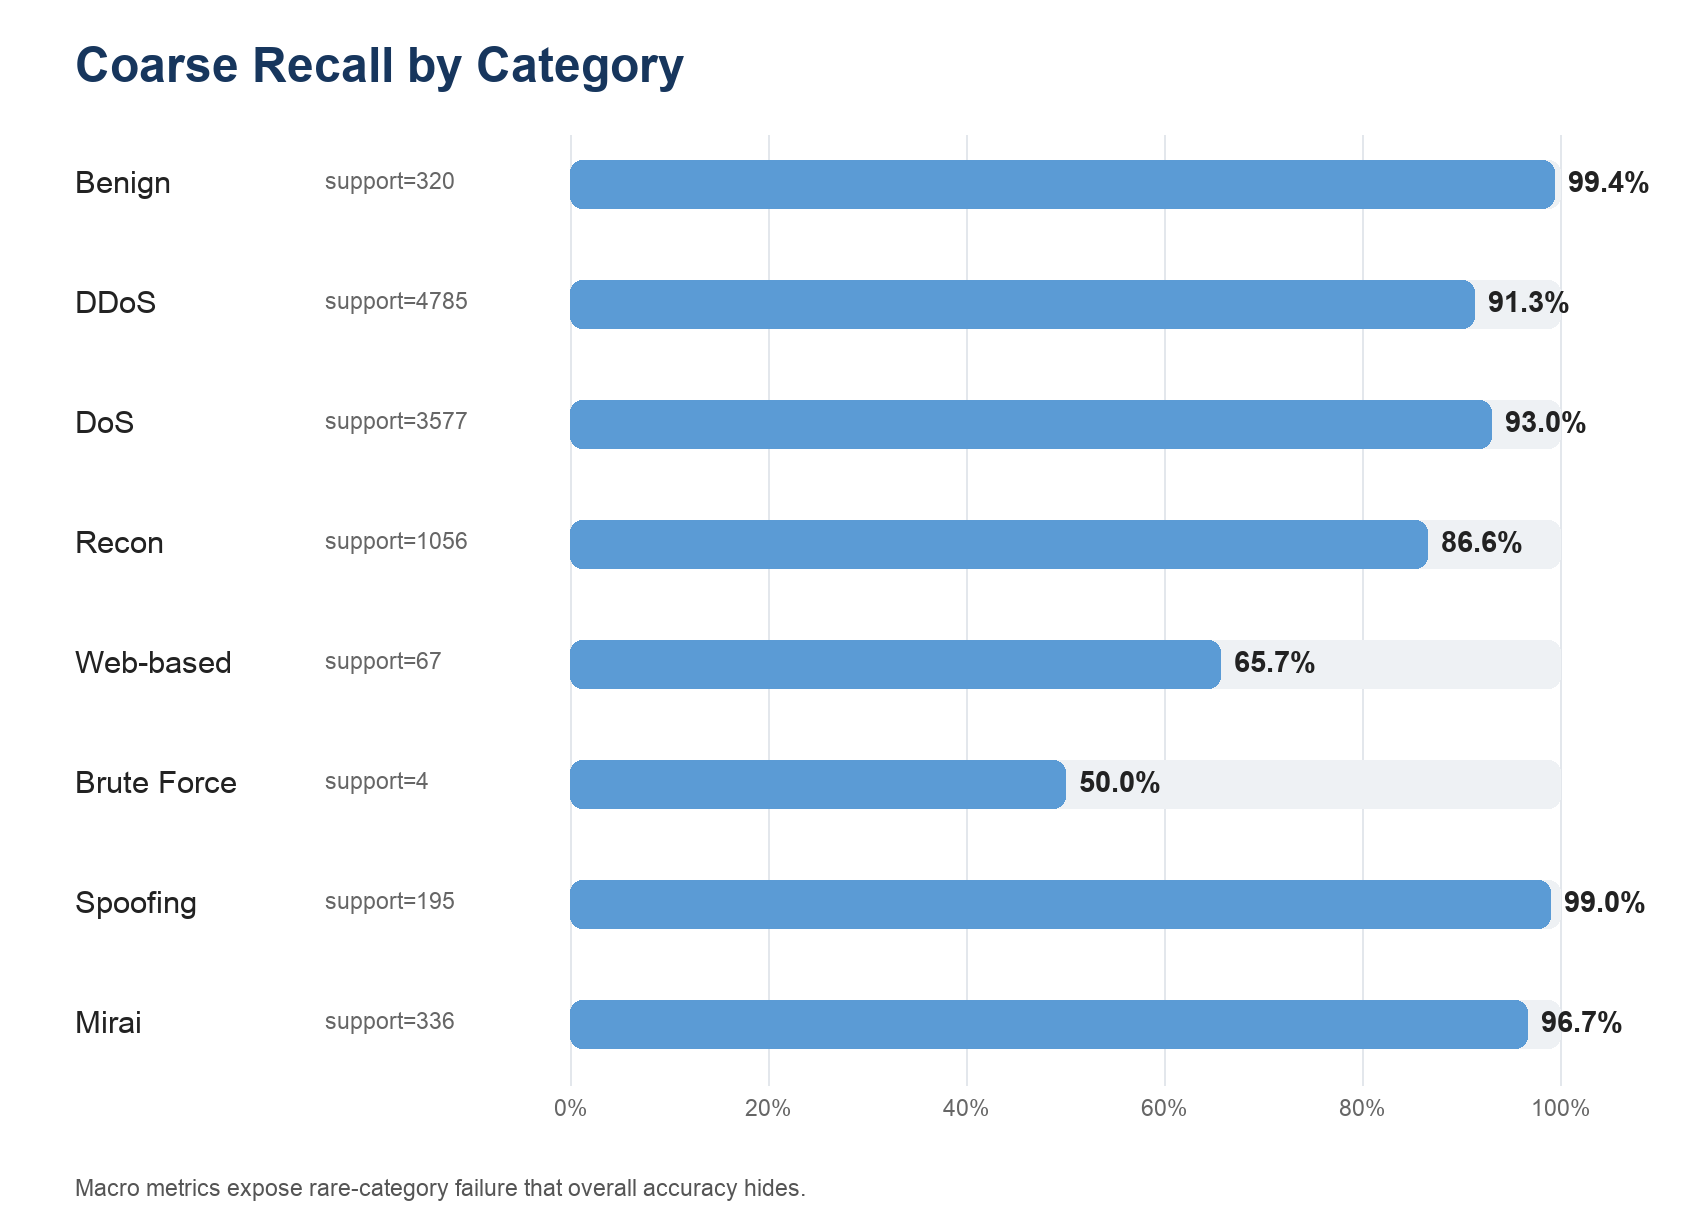 Coarse Recall by Category
Benign support=320 99.4%
DDoS support=4785 91.3%
DoS support=3577 93.0%
Recon support=1056 86.6%
Web-based support=67 65.7%
Brute Force support=4 50.0%
Spoofing support=195 99.0%
Mirai support=336 96.7%
0% 20% 40% 60% 80% 100%
Macro metrics expose rare-category failure that overall accuracy hides.